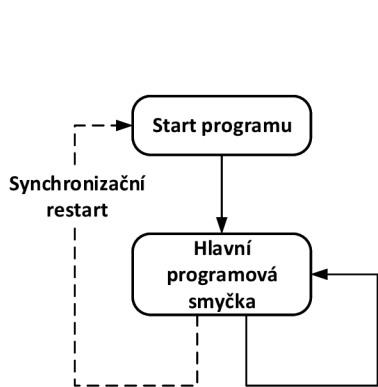 Start programu
Synchronizační
restart
Hlavní
programová
smyčka